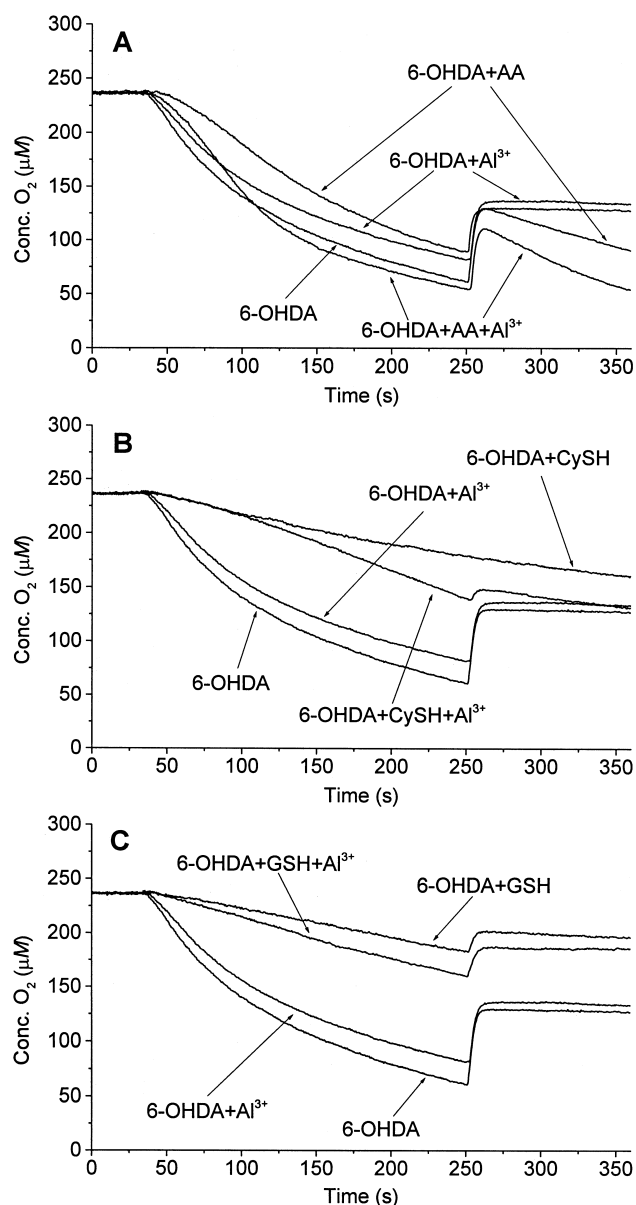 A
300
250
200
150
100
50
0
Conc. O₂ (μM)
6-OHDA+AA
6-OHDA+Al³⁺
6-OHDA
6-OHDA+AA+Al³⁺
0 50 100 150 200 250 300 350
Time (s)
B
300
250
200
150
100
50
0
Conc. O₂ (μM)
6-OHDA+CySH
6-OHDA+Al³⁺
6-OHDA
6-OHDA+CySH+Al³⁺
0 50 100 150 200 250 300 350
Time (s)
C
300
250
200
150
100
50
0
Conc. O₂ (μM)
6-OHDA+GSH+Al³⁺
6-OHDA+GSH
6-OHDA+Al³⁺
6-OHDA
0 50 100 150 200 250 300 350
Time (s)